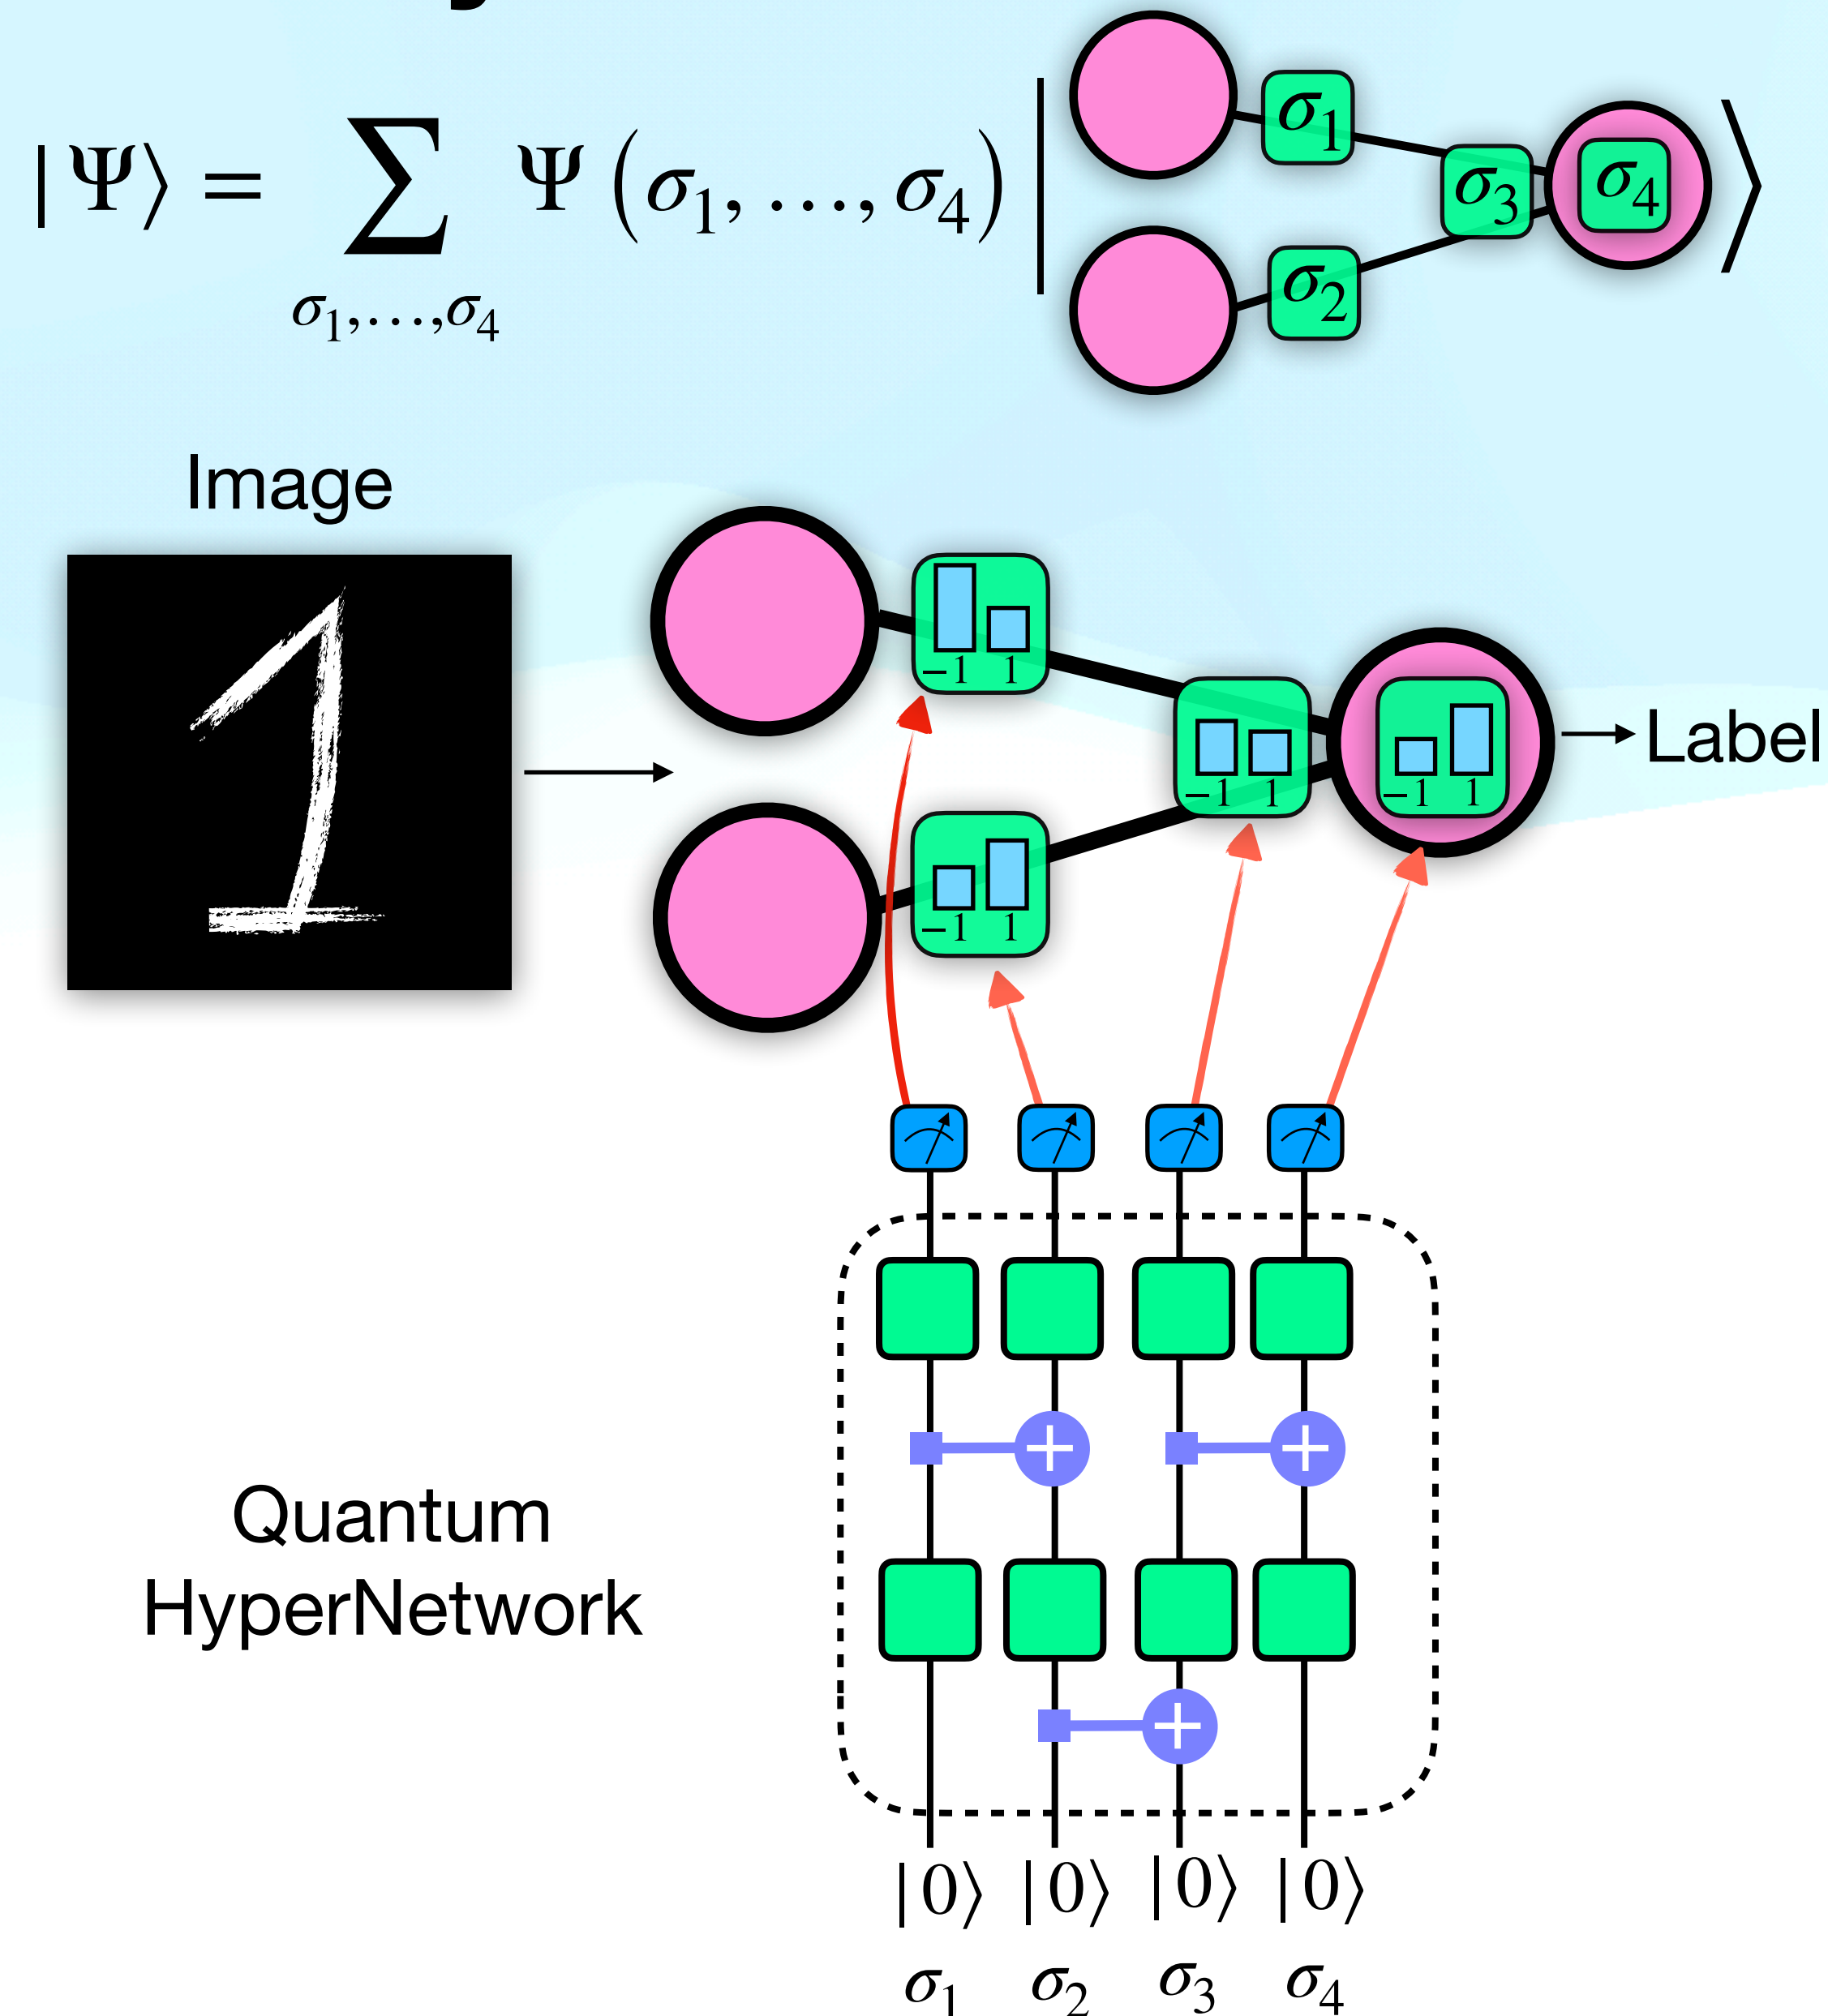 |Ψ⟩ = ∑ Ψ (σ₁, …, σ₄) |
σ₁,…,σ₄
σ₁
σ₂
σ₃
σ₄
⟩
Image
1
−1 1
−1 1
−1 1
−1 1
Label
Quantum
HyperNetwork
|0⟩ |0⟩ |0⟩ |0⟩
σ₁ σ₂ σ₃ σ₄